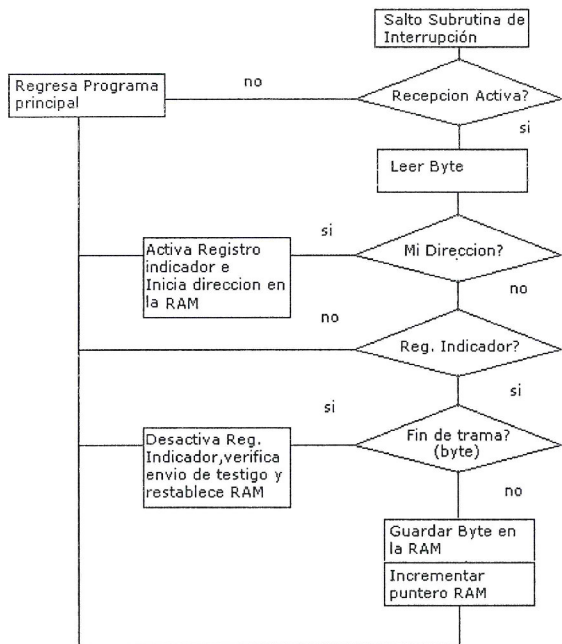 Salto Subrutina de
Interrupción
no
Regresa Programa
principal
Recepcion Activa?
si
Leer Byte
si
Activa Registro
indicador e
Inicia direccion en
la RAM
Mi Direccion?
no
no
Reg. Indicador?
si
si
Desactiva Reg.
Indicador,verifica
envio de testigo y
restablece RAM
Fin de trama?
(byte)
no
Guardar Byte en
la RAM
Incrementar
puntero RAM